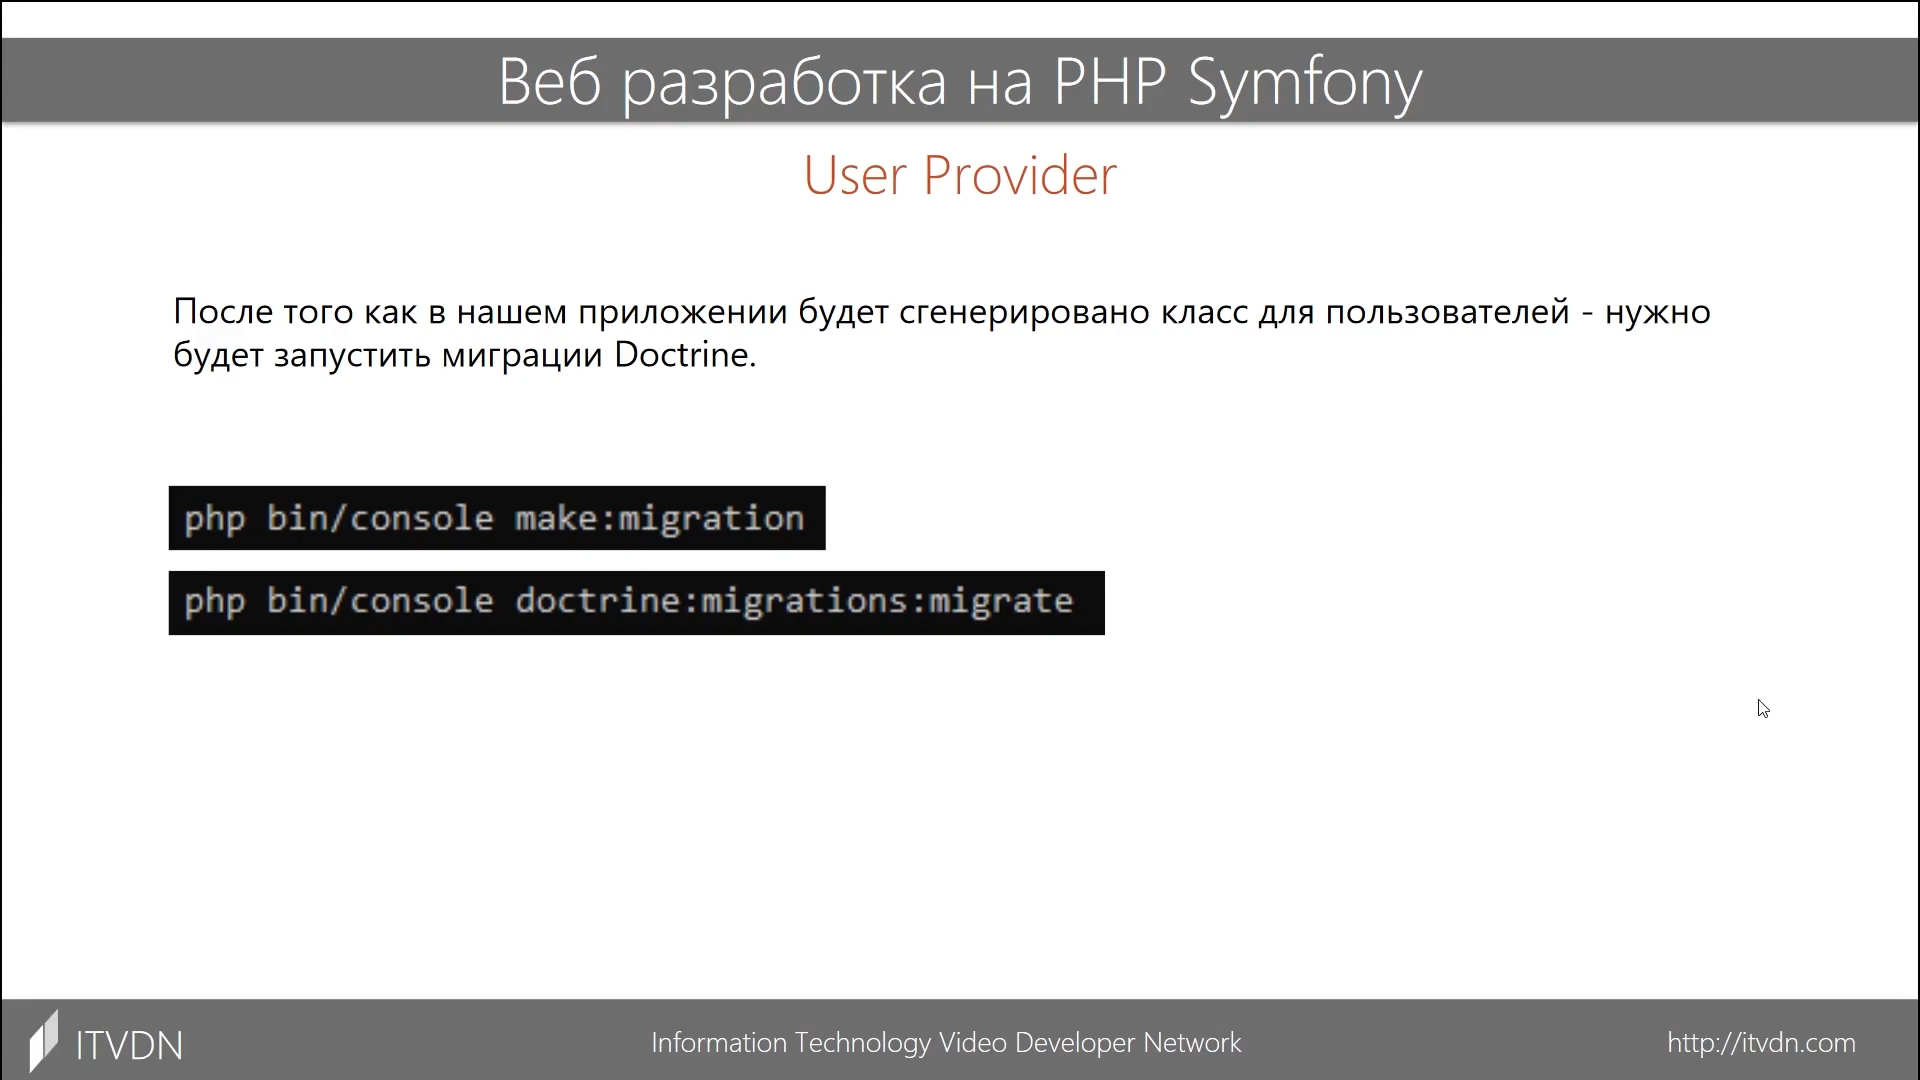 Веб разработка на PHP Symfony
User Provider
После того как в нашем приложении будет сгенерировано класс для пользователей - нужно
будет запустить миграции Doctrine.
php bin/console make:migration
php bin/console doctrine:migrations:migrate
ITVDN
Information Technology Video Developer Network
http://itvdn.com